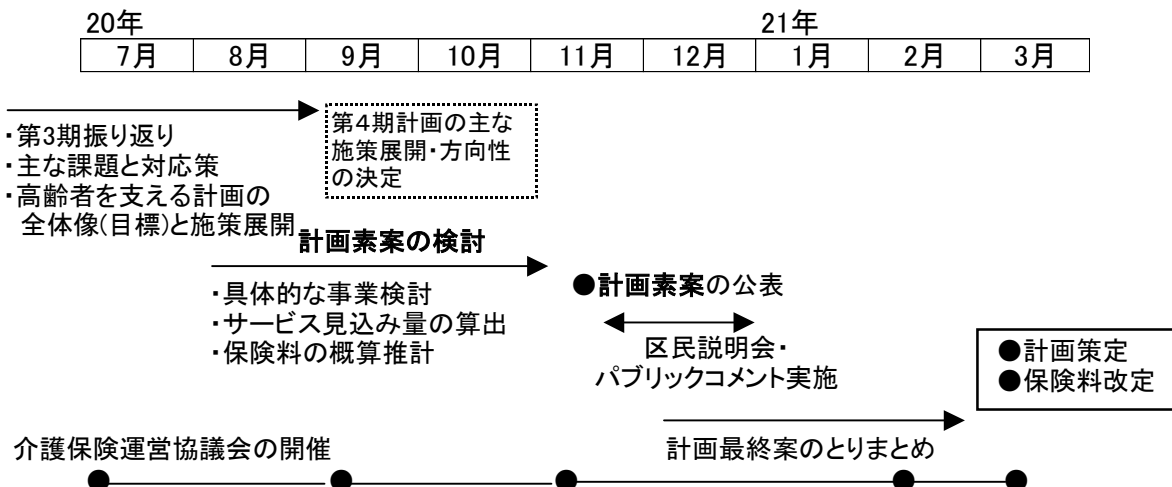 20年 21年
7月 8月 9月 10月 11月 12月 1月 2月 3月
・第3期振り返り
・主な課題と対応策
・高齢者を支える計画の
全体像(目標)と施策展開
第4期計画の主な
施策展開・方向性
の決定
計画素案の検討
・具体的な事業検討
・サービス見込み量の算出
・保険料の概算推計
●計画素案の公表
区民説明会・
パブリックコメント実施
●計画策定
●保険料改定
計画最終案のとりまとめ
介護保険運営協議会の開催